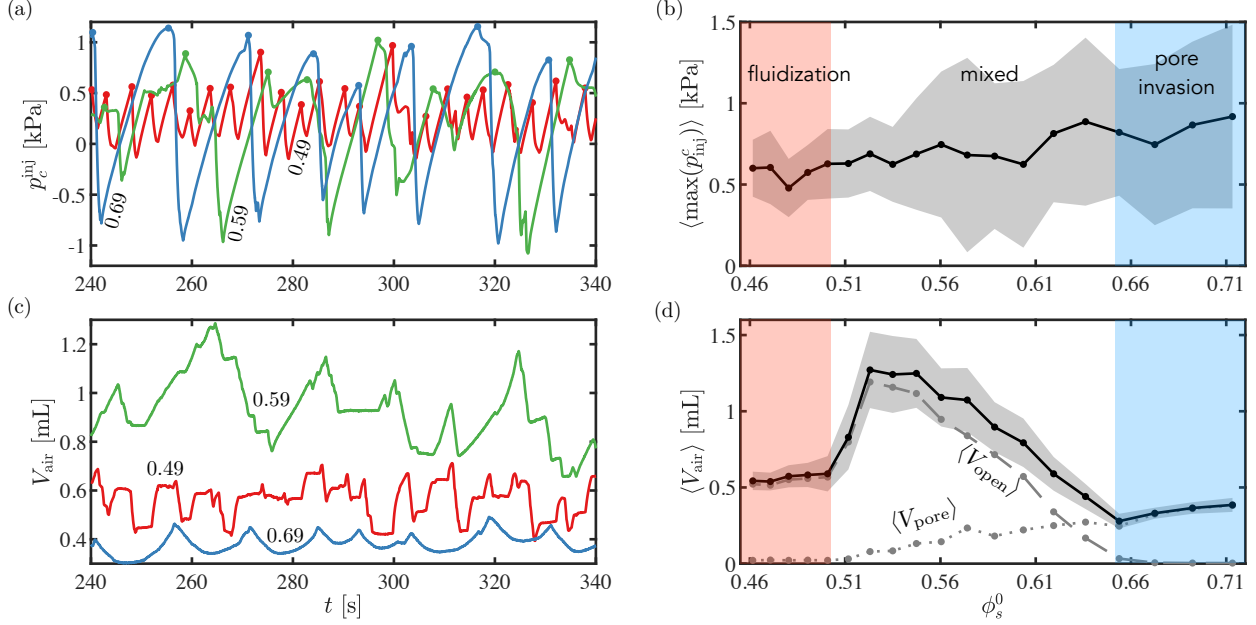 (a)
p_c^inj [kPa]
1
0.5
0
-0.5
-1
0.69
0.59
0.49
240 260 280 300 320 340
(b)
⟨max(p_inj^c)⟩ [kPa]
1.5
1
0.5
0
fluidization
mixed
pore
invasion
0.46 0.51 0.56 0.61 0.66 0.71
(c)
V_air [mL]
1.2
1
0.8
0.6
0.4
0.59
0.49
0.69
240 260 280 300 320 340
t [s]
(d)
⟨V_air⟩ [mL]
1.5
1
0.5
0
⟨V_open⟩
⟨V_pore⟩
0.46 0.51 0.56 0.61 0.66 0.71
ϕ_s^0